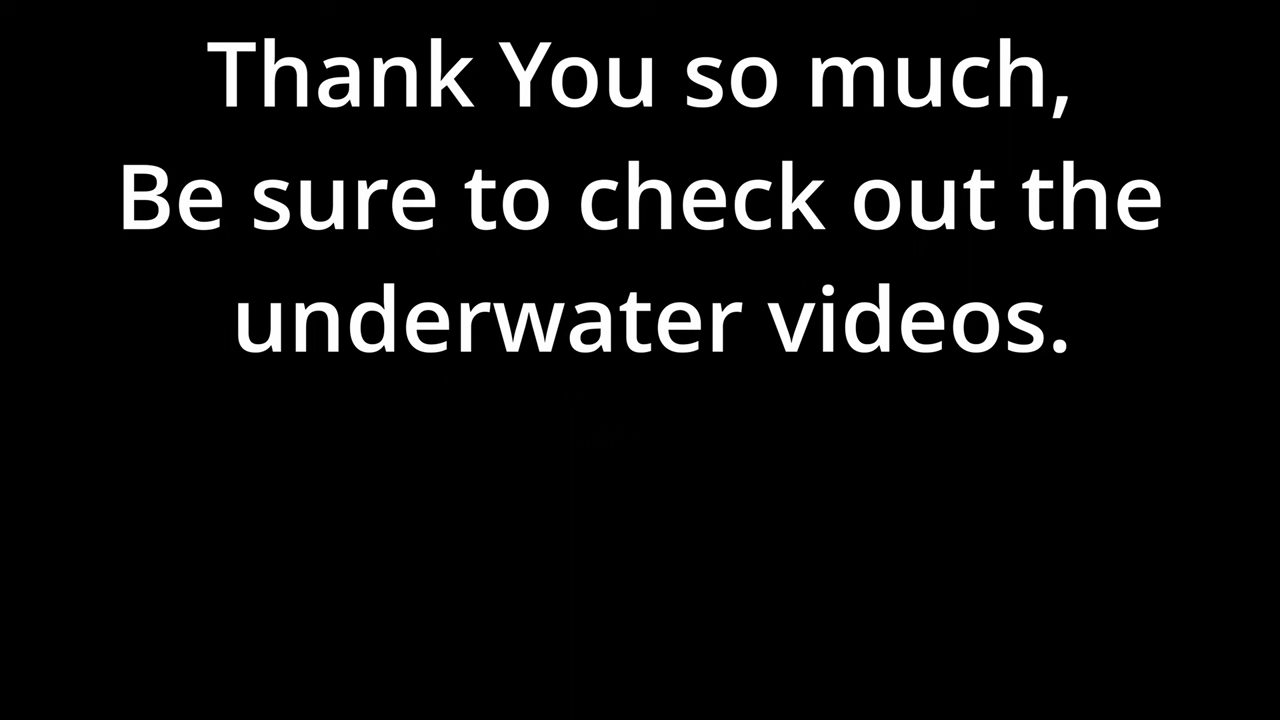 Thank You so much,
Be sure to check out the
underwater videos.